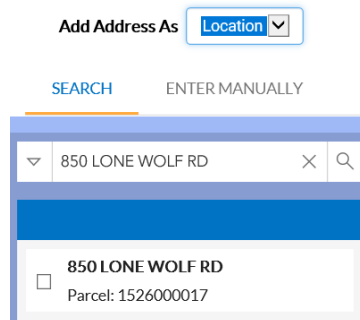 Add Address As Location
SEARCH ENTER MANUALLY
850 LONE WOLF RD
850 LONE WOLF RD
Parcel: 1526000017